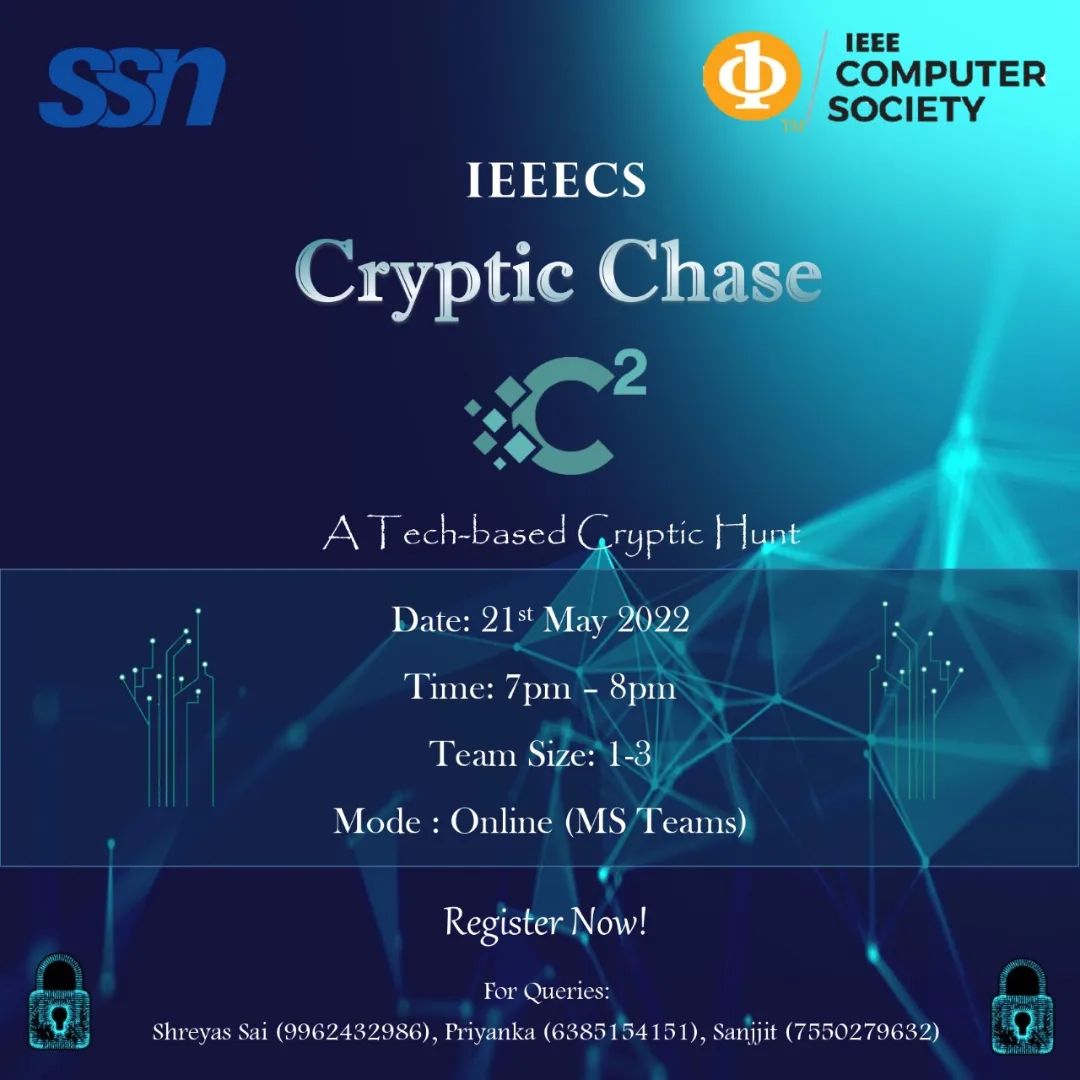 ssn
IEEE
COMPUTER
SOCIETY
TM
IEEECS
Cryptic Chase
C²
A Tech-based Cryptic Hunt
Date: 21st May 2022
Time: 7pm – 8pm
Team Size: 1-3
Mode : Online (MS Teams)
Register Now!
For Queries:
Shreyas Sai (9962432986), Priyanka (6385154151), Sanjjit (7550279632)